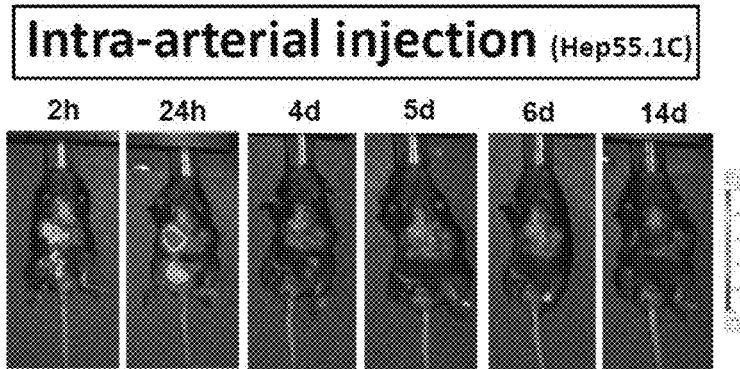 Intra-arterial injection (Hep55.1C)
2h 24h 4d 5d 6d 14d